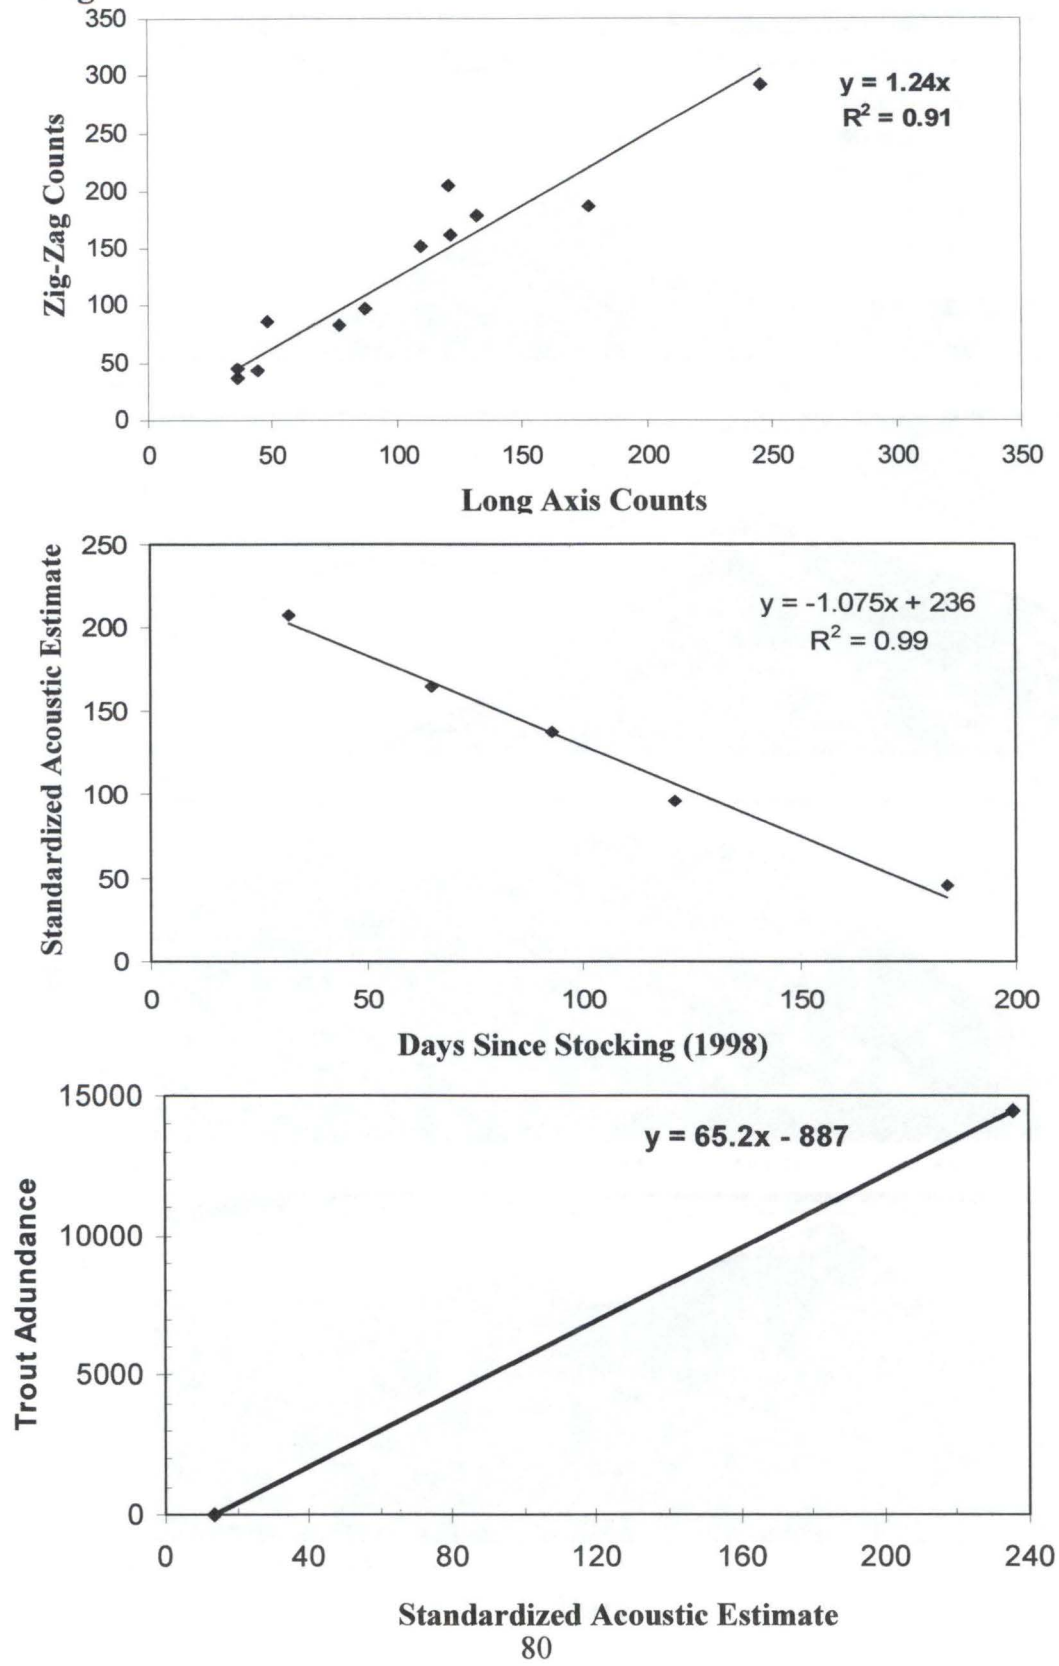 350
300
250
200
150
100
50
0
Zig-Zag Counts
y = 1.24x
R² = 0.91
0 50 100 150 200 250 300 350
Long Axis Counts
250
200
150
100
50
0
Standardized Acoustic Estimate
y = -1.075x + 236
R² = 0.99
0 50 100 150 200
Days Since Stocking (1998)
15000
10000
5000
0
Trout Adundance
y = 65.2x - 887
0 40 80 120 160 200 240
Standardized Acoustic Estimate
80